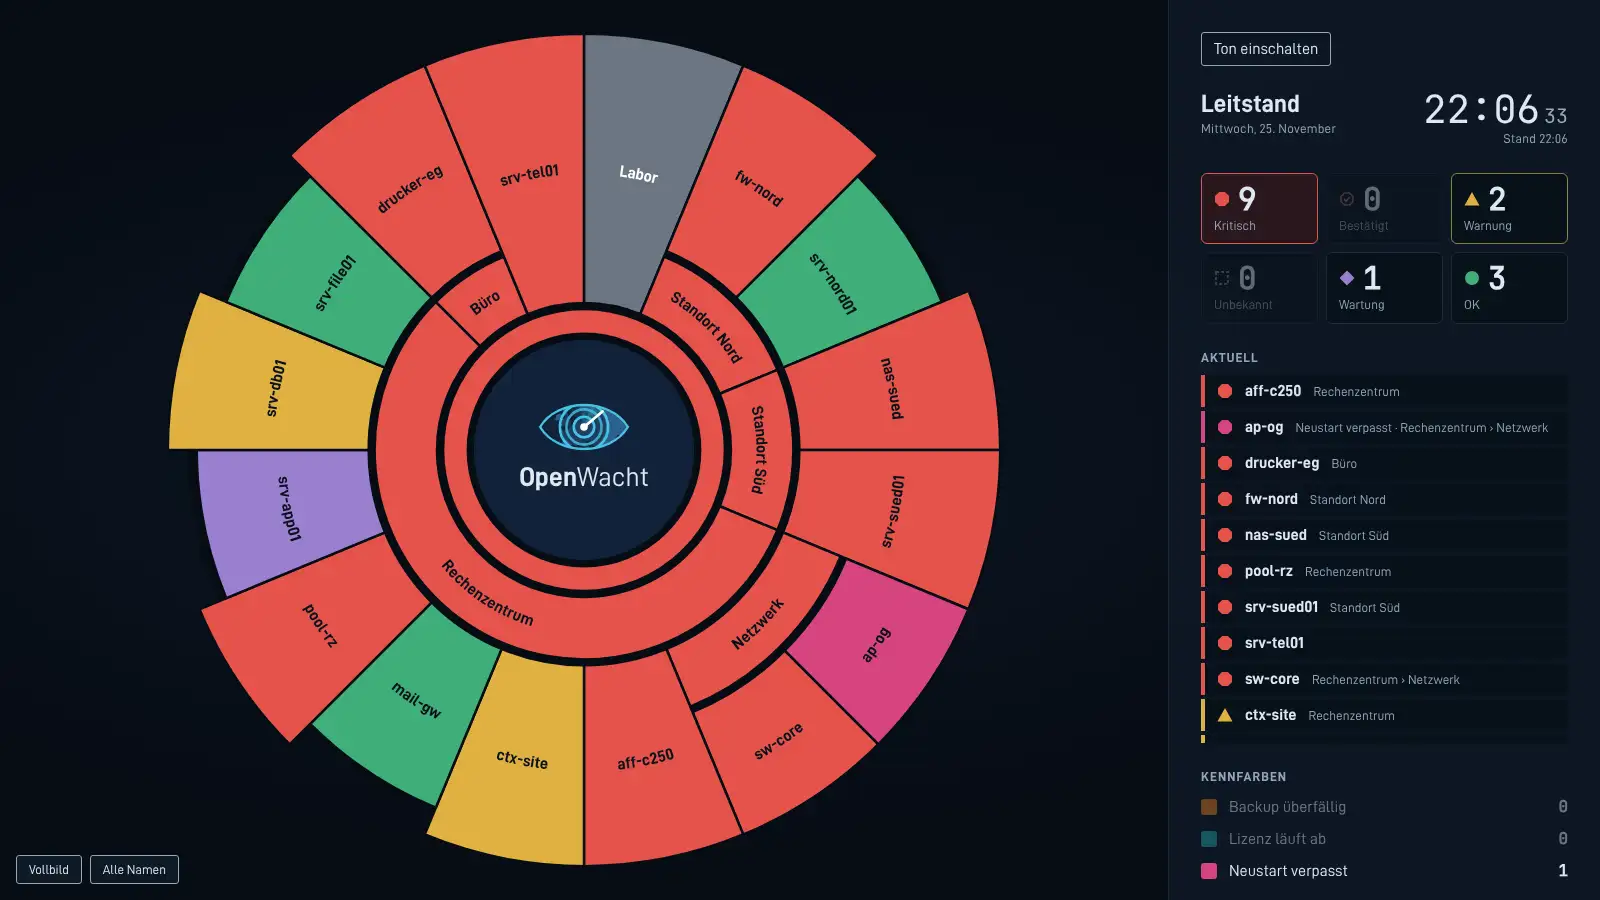 Labor
fw-nord
srv-nord01
nas-sued
srv-sued01
ap-og
sw-core
aff-c250
ctx-site
mail-gw
pool-rz
srv-app01
srv-db01
srv-file01
drucker-eg
srv-tel01
Büro
Standort Nord
Standort Süd
Netzwerk
Rechenzentrum
OpenWacht
Vollbild
Alle Namen
Ton einschalten
Leitstand
22:06 33
Mittwoch, 25. November
Stand 22:06
9
Kritisch
0
Bestätigt
2
Warnung
0
Unbekannt
1
Wartung
3
OK
AKTUELL
aff-c250 Rechenzentrum
ap-og Neustart verpasst · Rechenzentrum › Netzwerk
drucker-eg Büro
fw-nord Standort Nord
nas-sued Standort Süd
pool-rz Rechenzentrum
srv-sued01 Standort Süd
srv-tel01
sw-core Rechenzentrum › Netzwerk
ctx-site Rechenzentrum
KENNFARBEN
Backup überfällig 0
Lizenz läuft ab 0
Neustart verpasst 1